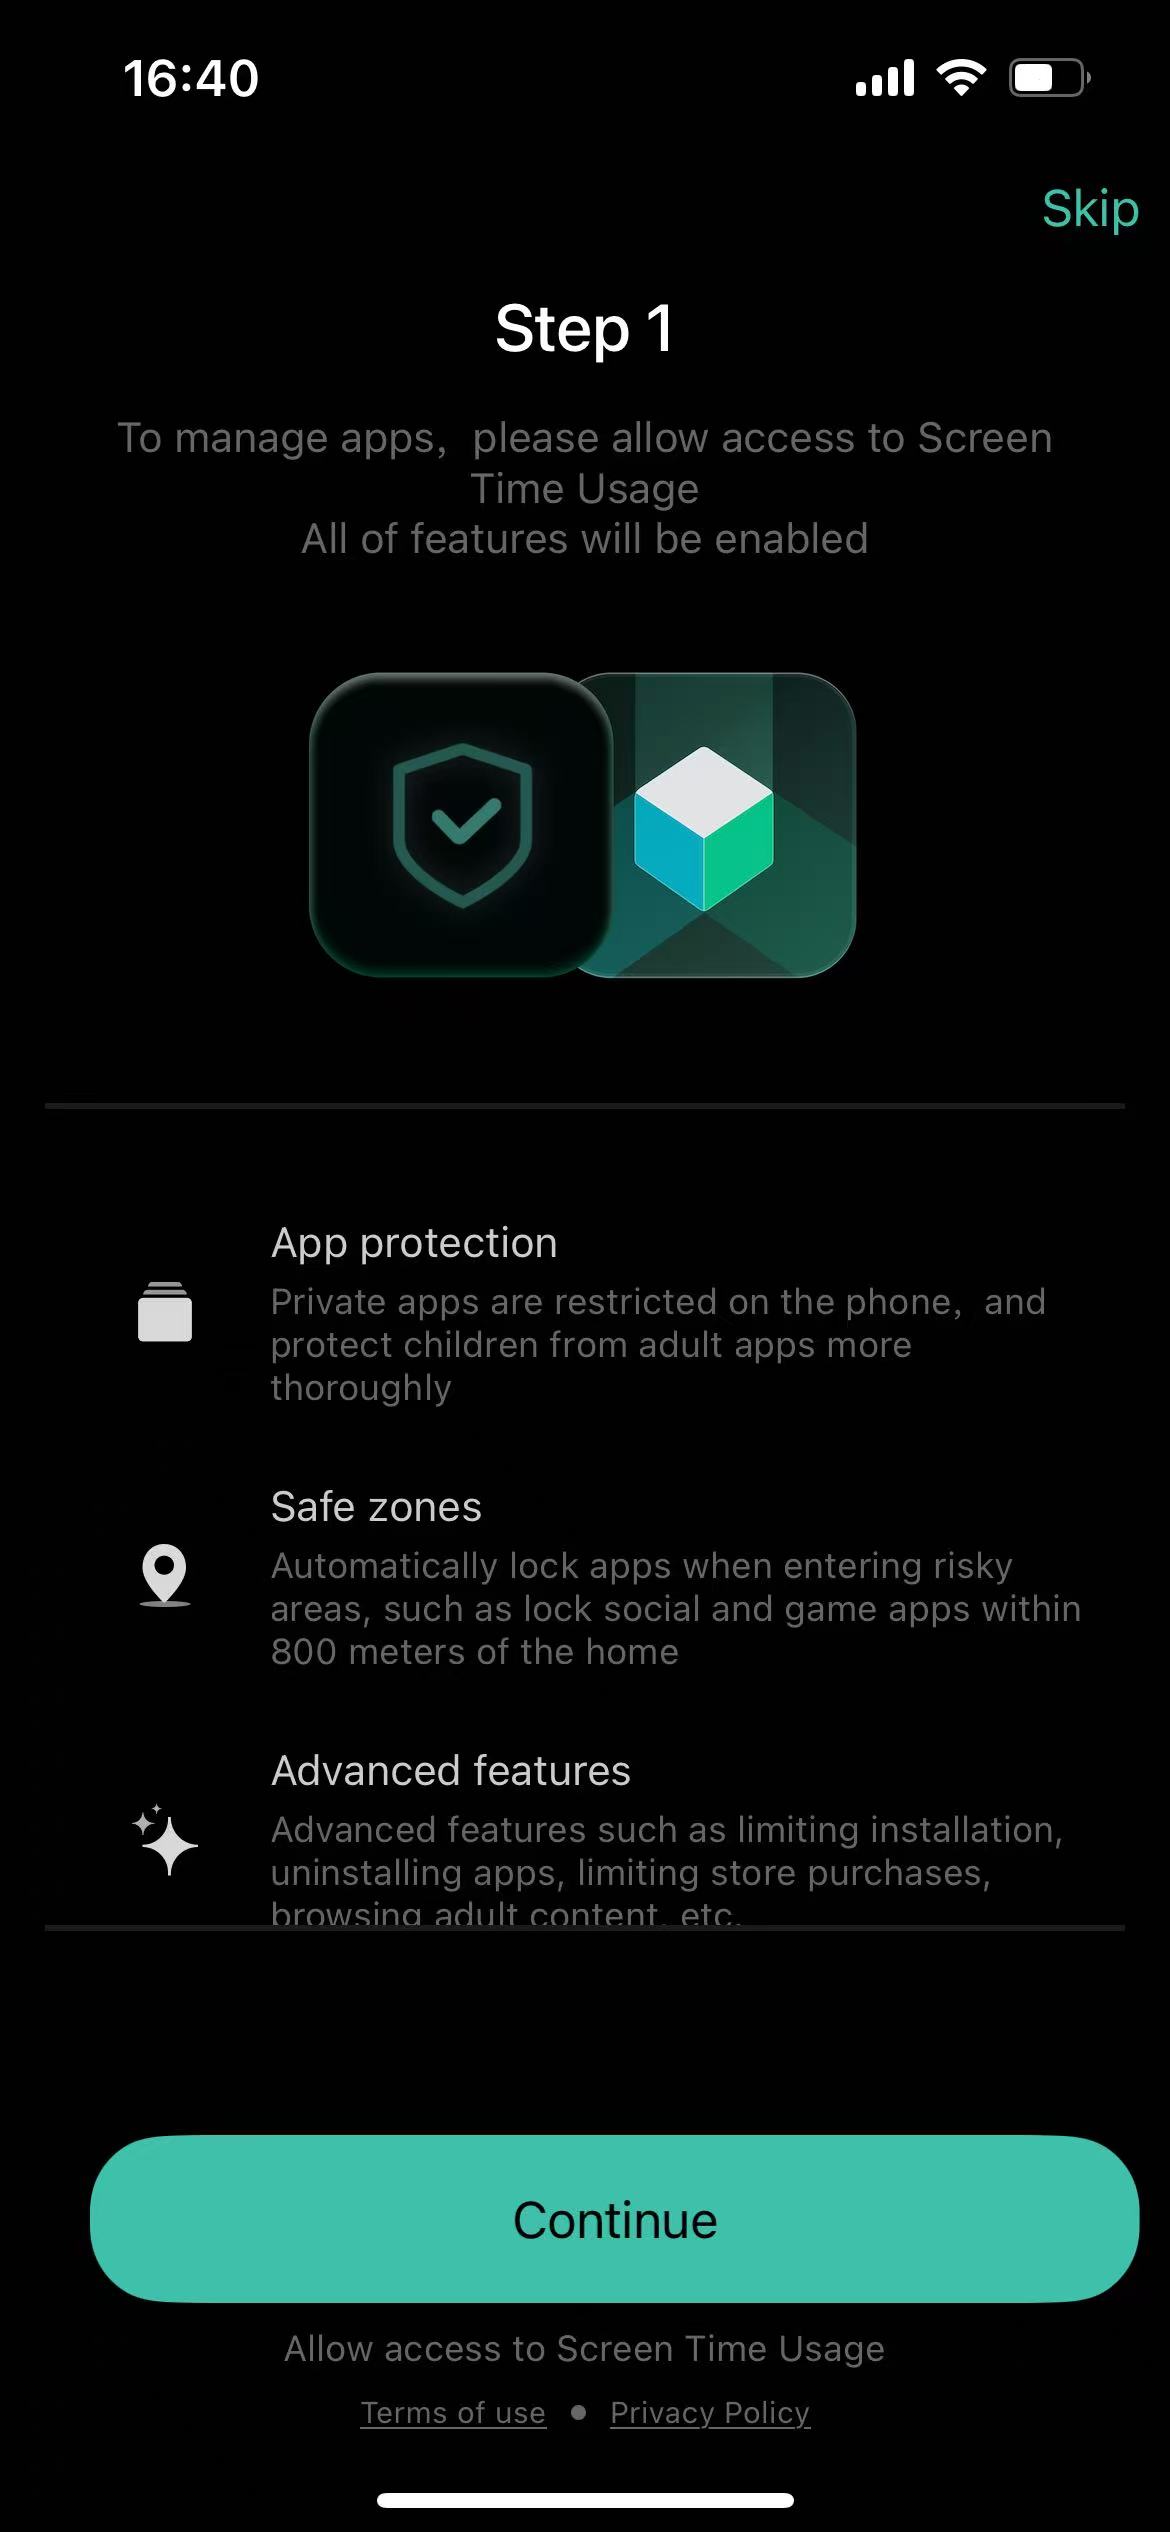 16:40
Skip
Step 1
To manage apps，please allow access to Screen
Time Usage
All of features will be enabled
App protection
Private apps are restricted on the phone，and
protect children from adult apps more
thoroughly
Safe zones
Automatically lock apps when entering risky
areas, such as lock social and game apps within
800 meters of the home
Advanced features
Advanced features such as limiting installation,
uninstalling apps, limiting store purchases,
browsing adult content, etc.
Continue
Allow access to Screen Time Usage
Terms of use ● Privacy Policy